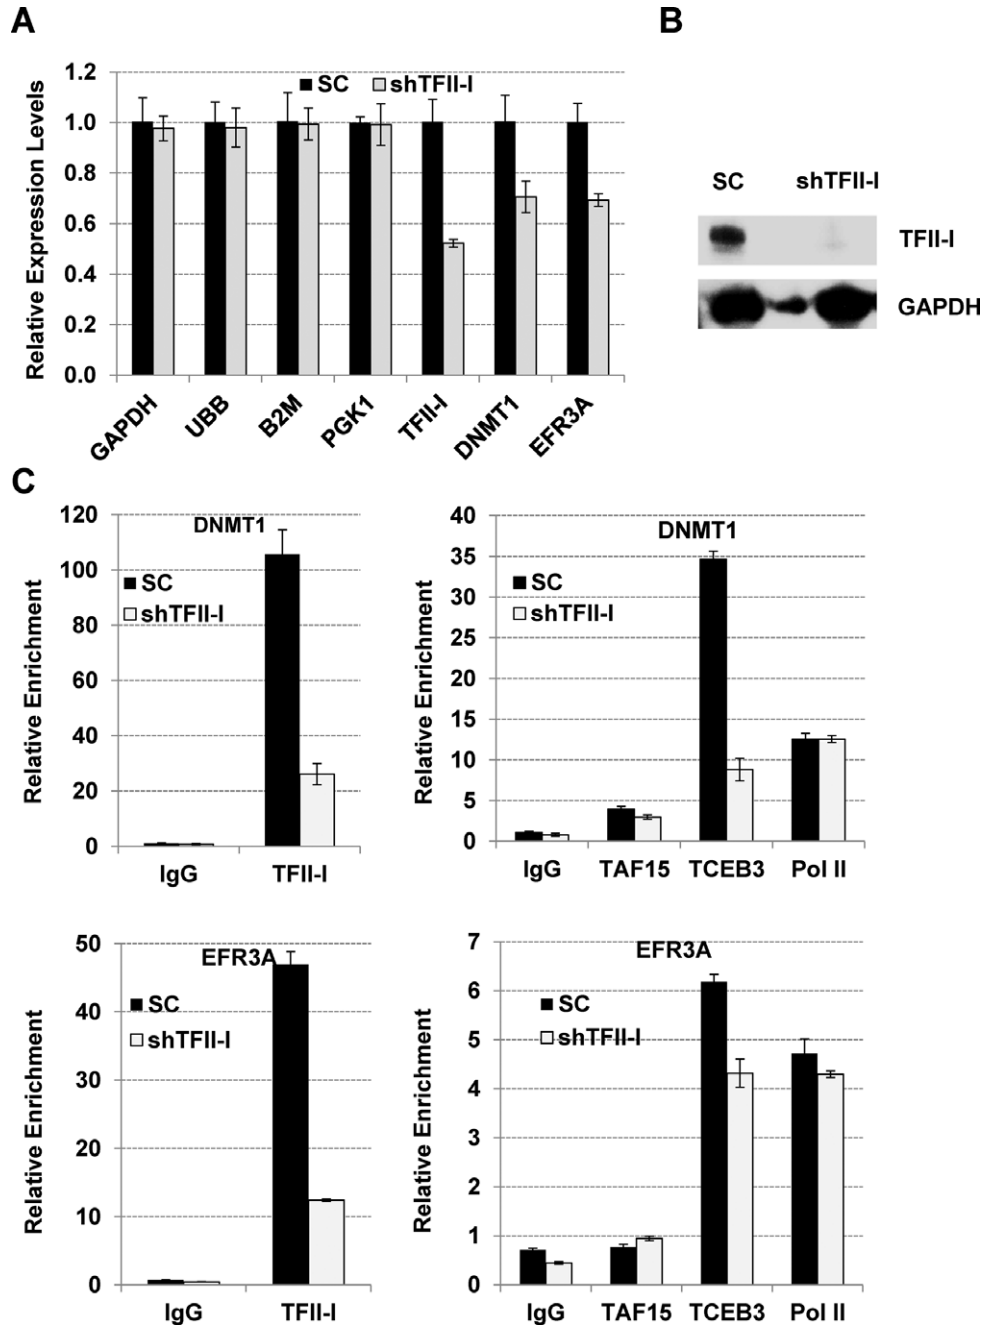 A
Relative Expression Levels
1.2
1.0
0.8
0.6
0.4
0.2
0.0
SC shTFII-I
GAPDH UBB B2M PGK1 TFII-I DNMT1 EFR3A
B
SC shTFII-I
TFII-I
GAPDH
C
Relative Enrichment
120
100
80
60
40
20
0
DNMT1
SC
shTFII-I
IgG TFII-I
Relative Enrichment
40
35
30
25
20
15
10
5
0
DNMT1
SC
shTFII-I
IgG TAF15 TCEB3 Pol II
Relative Enrichment
50
40
30
20
10
0
EFR3A
SC
shTFII-I
IgG TFII-I
Relative Enrichment
7
6
5
4
3
2
1
0
EFR3A
SC
shTFII-I
IgG TAF15 TCEB3 Pol II